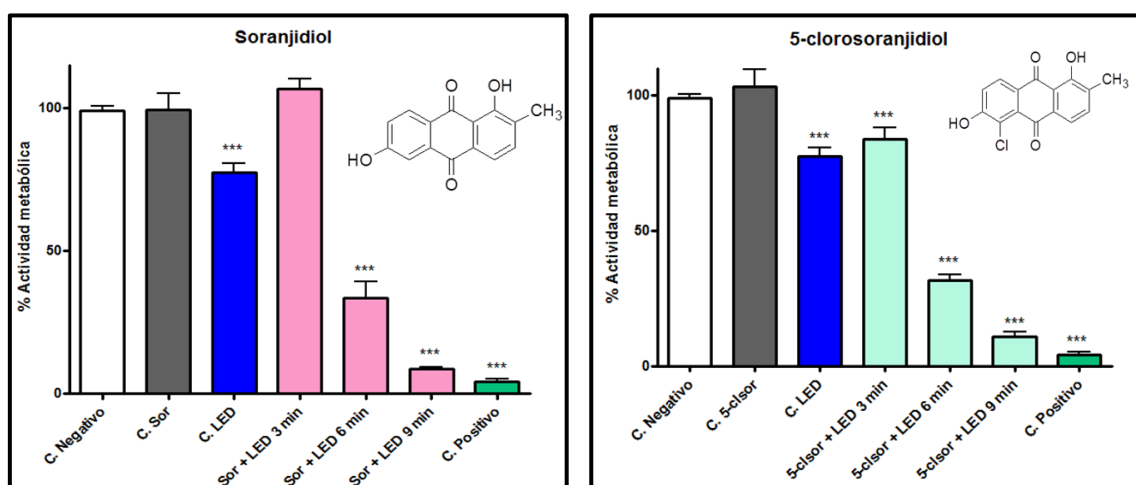 Soranjidiol
% Actividad metabólica
100%
50
0
***
***
***
***
O
OH
CH3
HO
O
C. Negativo
C. Sor
C. LED
Sor + LED 3 min
Sor + LED 6 min
Sor + LED 9 min
C. Positivo
5-clorosoranjidiol
% Actividad metabólica
100%
50
0
***
***
***
***
***
O
OH
CH3
HO
Cl
O
C. Negativo
C. 5-clsor
C. LED
5-clsor + LED 3 min
5-clsor + LED 6 min
5-clsor + LED 9 min
C. Positivo